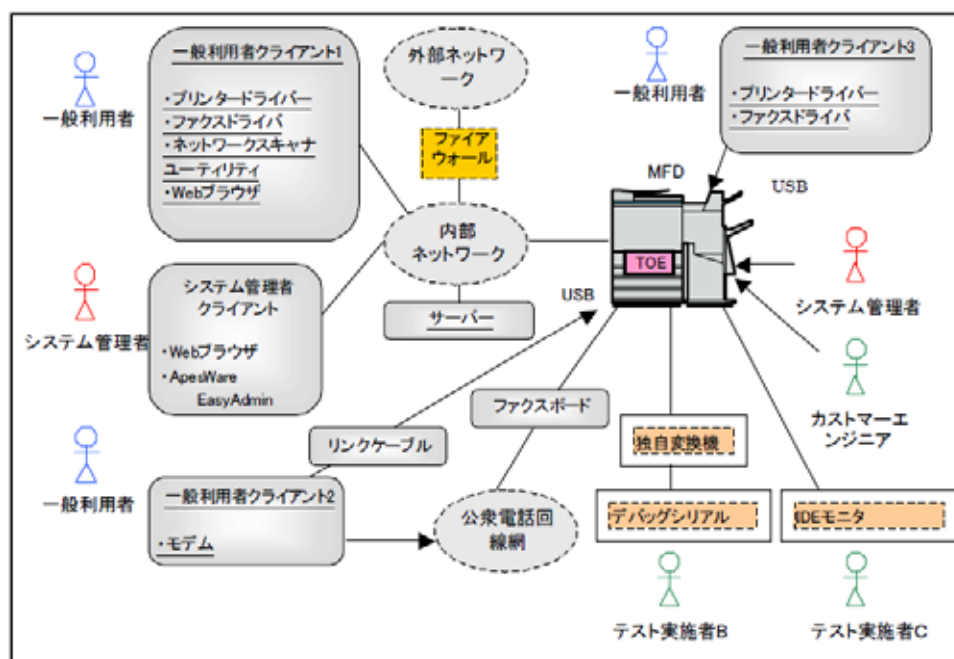 一般利用者クライアント1
・プリンタードライバー
・ファクスドライバ
・ネットワークスキャナ
ユーティリティ
・Webブラウザ
一般利用者
外部ネットワ
ーク
ファイア
ウォール
内部
ネットワーク
サーバー
一般利用者
一般利用者クライアント3
・プリンタードライバー
・ファクスドライバ
MFD
USB
TOE
システム管理者
システム管理者
クライアント
・Webブラウザ
・ApesWare
EasyAdmin
システム管理者
USB
カストマーエ
ンジニア
リンクケーブル
ファクスボード
一般利用者
一般利用者クライアント2
・モデム
公衆電話回
線網
独自変換機
デバッグシリアル
IDEモニタ
テスト実施者B
テスト実施者C